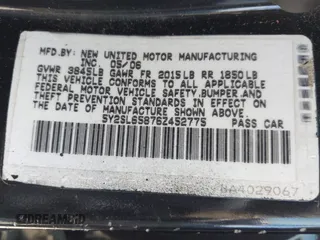 MFD.BY: NEW UNITED MOTOR MANUFACTURING
INC. 05/06
GVWR 3845LB GAWR FR 2015LB RR 1850LB
THIS VEHICLE CONFORMS TO ALL APPLICABLE
FEDERAL MOTOR VEHICLE SAFETY,BUMPER,AND
THEFT PREVENTION STANDARDS IN EFFECT ON
THE DATE OF MANUFACTURE SHOWN ABOVE.
5Y2SL65876Z452775 PASS CAR
BA4029067